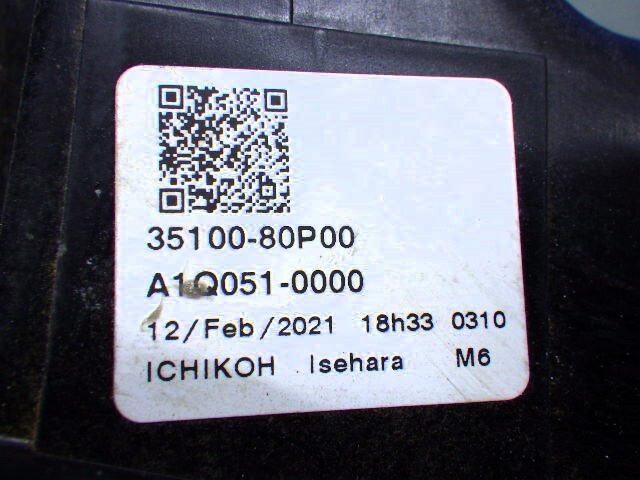 35100-80P00
A1Q051-0000
12/Feb/2021 18h33 0310
ICHIKOH Isehara M6